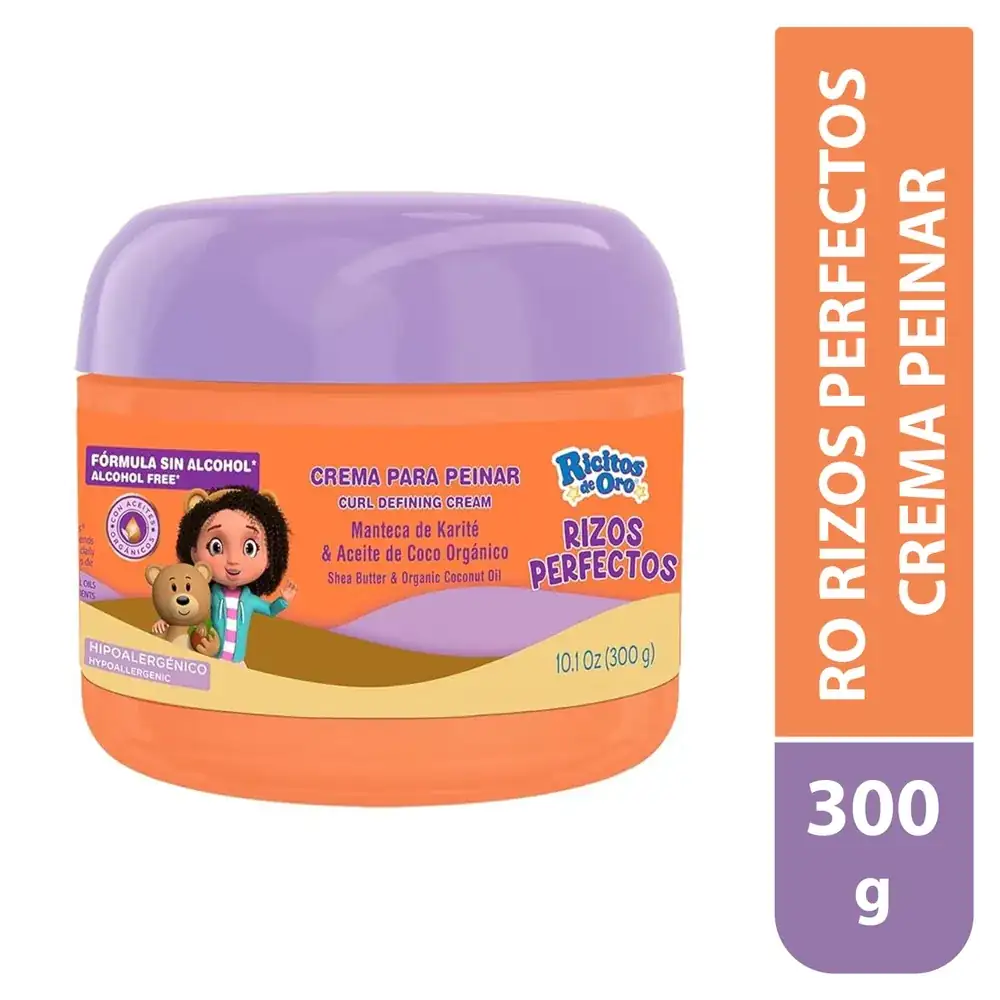 FÓRMULA SIN ALCOHOL*
ALCOHOL FREE*
CON ACEITES
ORGÁNICOS
HIPOALERGÉNICO
HYPOALLERGENIC
CREMA PARA PEINAR
CURL DEFINING CREAM
Manteca de Karité
& Aceite de Coco Orgánico
Shea Butter & Organic Coconut Oil
Ricitos
de Oro
RIZOS
PERFECTOS
10.1 Oz (300 g)
RO RIZOS PERFECTOS
CREMA PEINAR
300
g